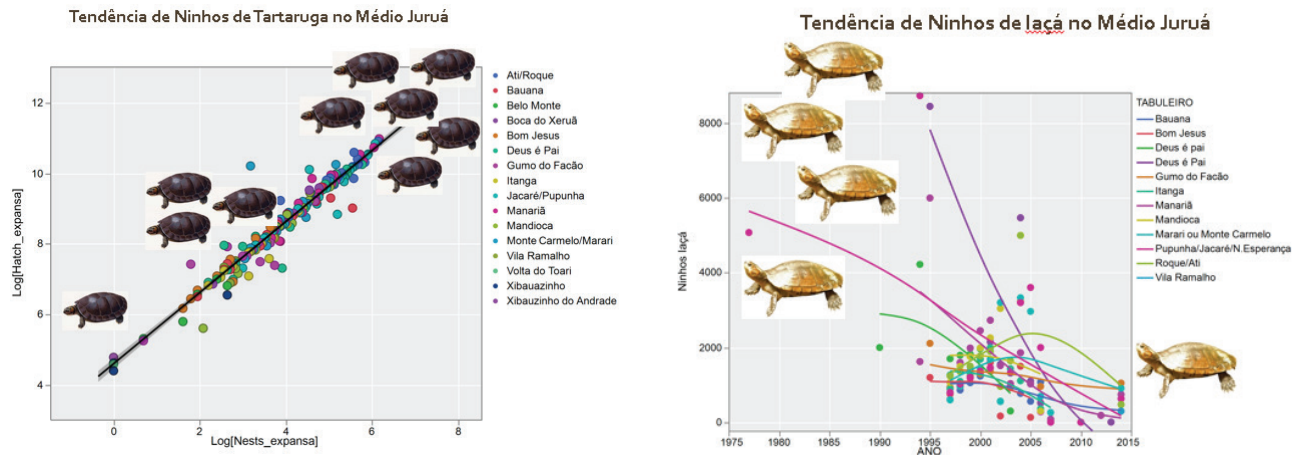 Tendência de Ninhos de Tartaruga no Médio Juruá
12
10
8
6
4
Log[Hatch_expansa]
0
2
4
6
8
Log[Nests_expansa]
Ati/Roque
Bauana
Belo Monte
Boca do Xeruã
Bom Jesus
Deus é Pai
Gumo do Facão
Itanga
Jacaré/Pupunha
Manariã
Mandioca
Monte Carmelo/Marari
Vila Ramalho
Volta do Toari
Xibauazinho
Xibauzinho do Andrade
Tendência de Ninhos de Iaçá no Médio Juruá
8000
6000
4000
2000
0
Ninhos Iaçá
1975
1980
1985
1990
1995
2000
2005
2010
2015
ANO
TABULEIRO
Bauana
Bom Jesus
Deus é pai
Deus é Pai
Gumo do Facão
Itanga
Manariã
Mandioca
Marari ou Monte Carmelo
Pupunha/Jacaré/N.Esperança
Roque/Ati
Vila Ramalho